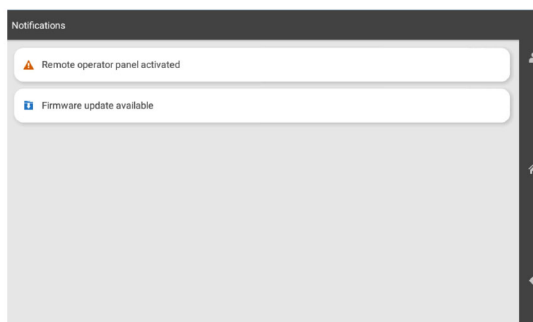 Notifications
Remote operator panel activated
Firmware update available